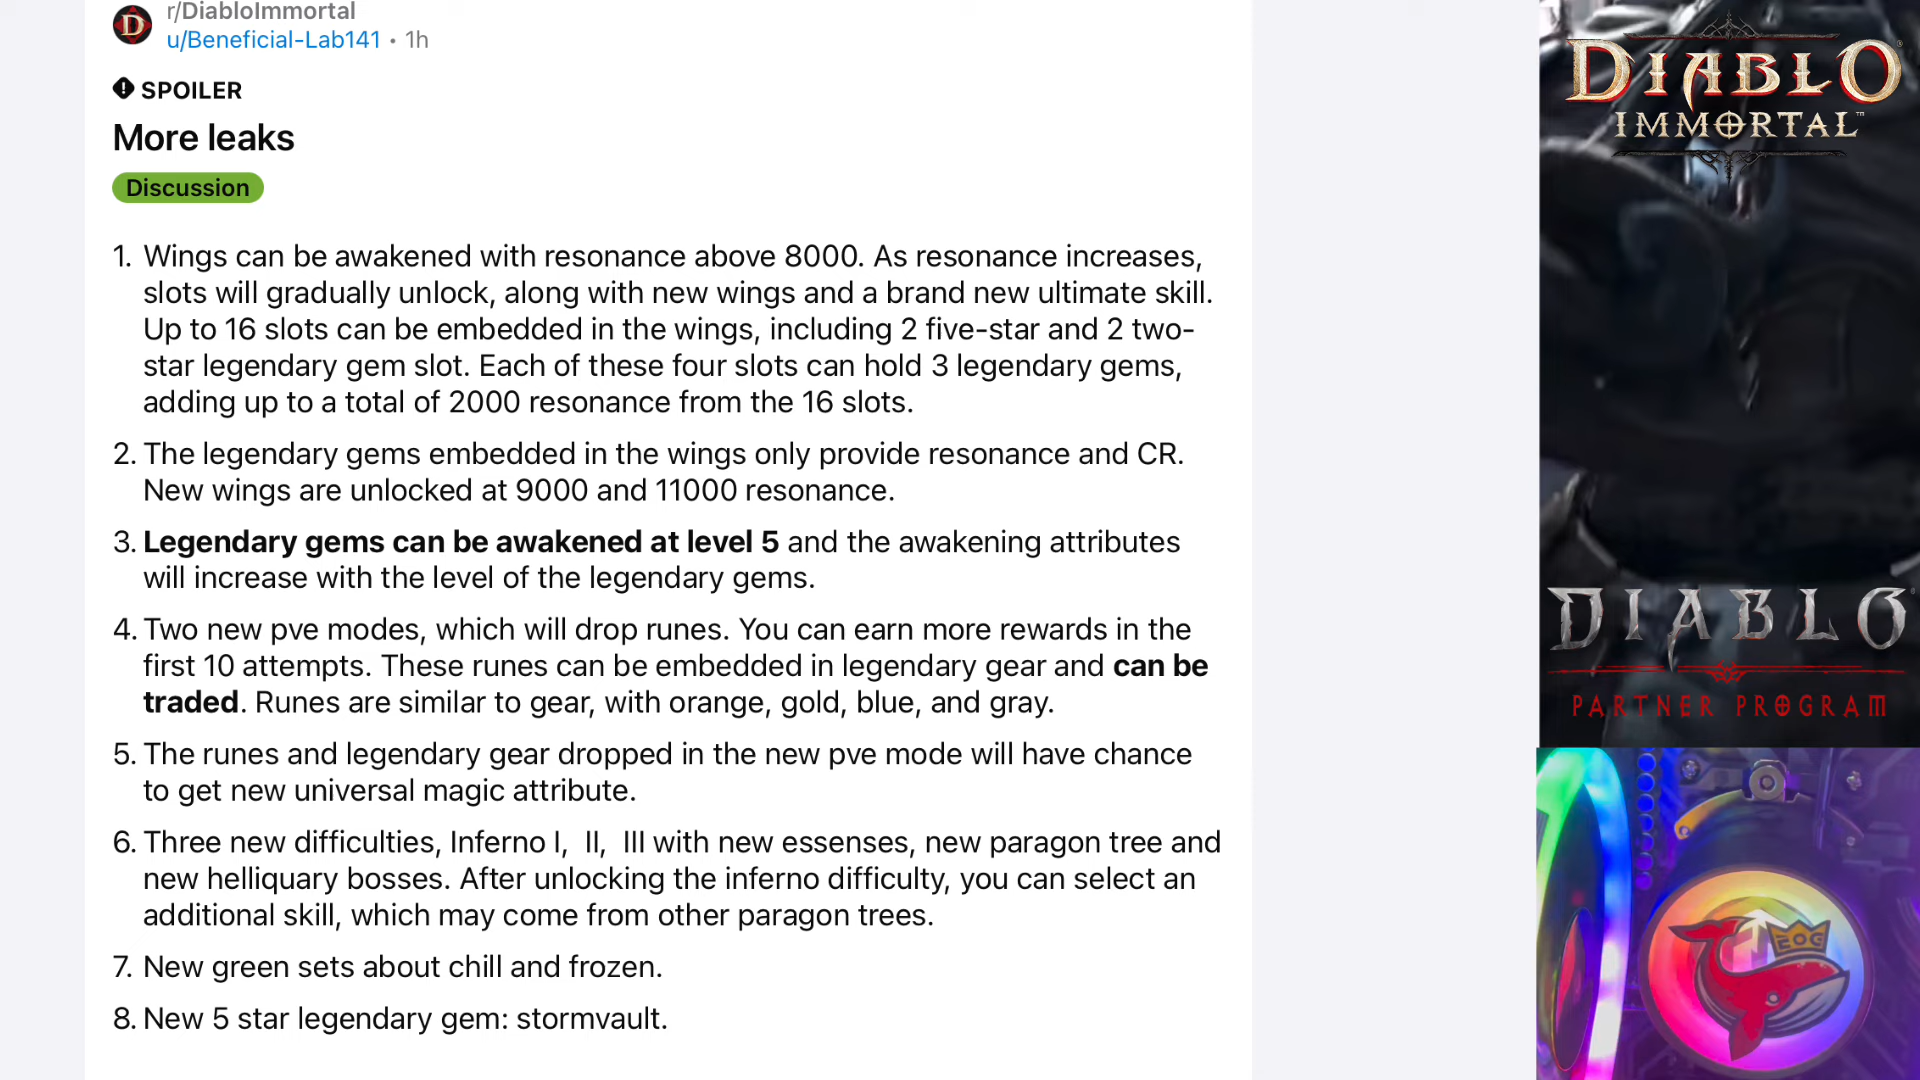 r/DiabloImmortal
u/Beneficial-Lab141 • 1h
SPOILER
More leaks
Discussion
1. Wings can be awakened with resonance above 8000. As resonance increases,
slots will gradually unlock, along with new wings and a brand new ultimate skill.
Up to 16 slots can be embedded in the wings, including 2 five-star and 2 two-
star legendary gem slot. Each of these four slots can hold 3 legendary gems,
adding up to a total of 2000 resonance from the 16 slots.
2. The legendary gems embedded in the wings only provide resonance and CR.
New wings are unlocked at 9000 and 11000 resonance.
3. Legendary gems can be awakened at level 5 and the awakening attributes
will increase with the level of the legendary gems.
4. Two new pve modes, which will drop runes. You can earn more rewards in the
first 10 attempts. These runes can be embedded in legendary gear and can be
traded. Runes are similar to gear, with orange, gold, blue, and gray.
5. The runes and legendary gear dropped in the new pve mode will have chance
to get new universal magic attribute.
6. Three new difficulties, Inferno I, II, III with new essenses, new paragon tree and
new helliquary bosses. After unlocking the inferno difficulty, you can select an
additional skill, which may come from other paragon trees.
7. New green sets about chill and frozen.
8. New 5 star legendary gem: stormvault.
DIABLO
IMMORTAL™
DIABLO
PARTNER PROGRAM
EOG